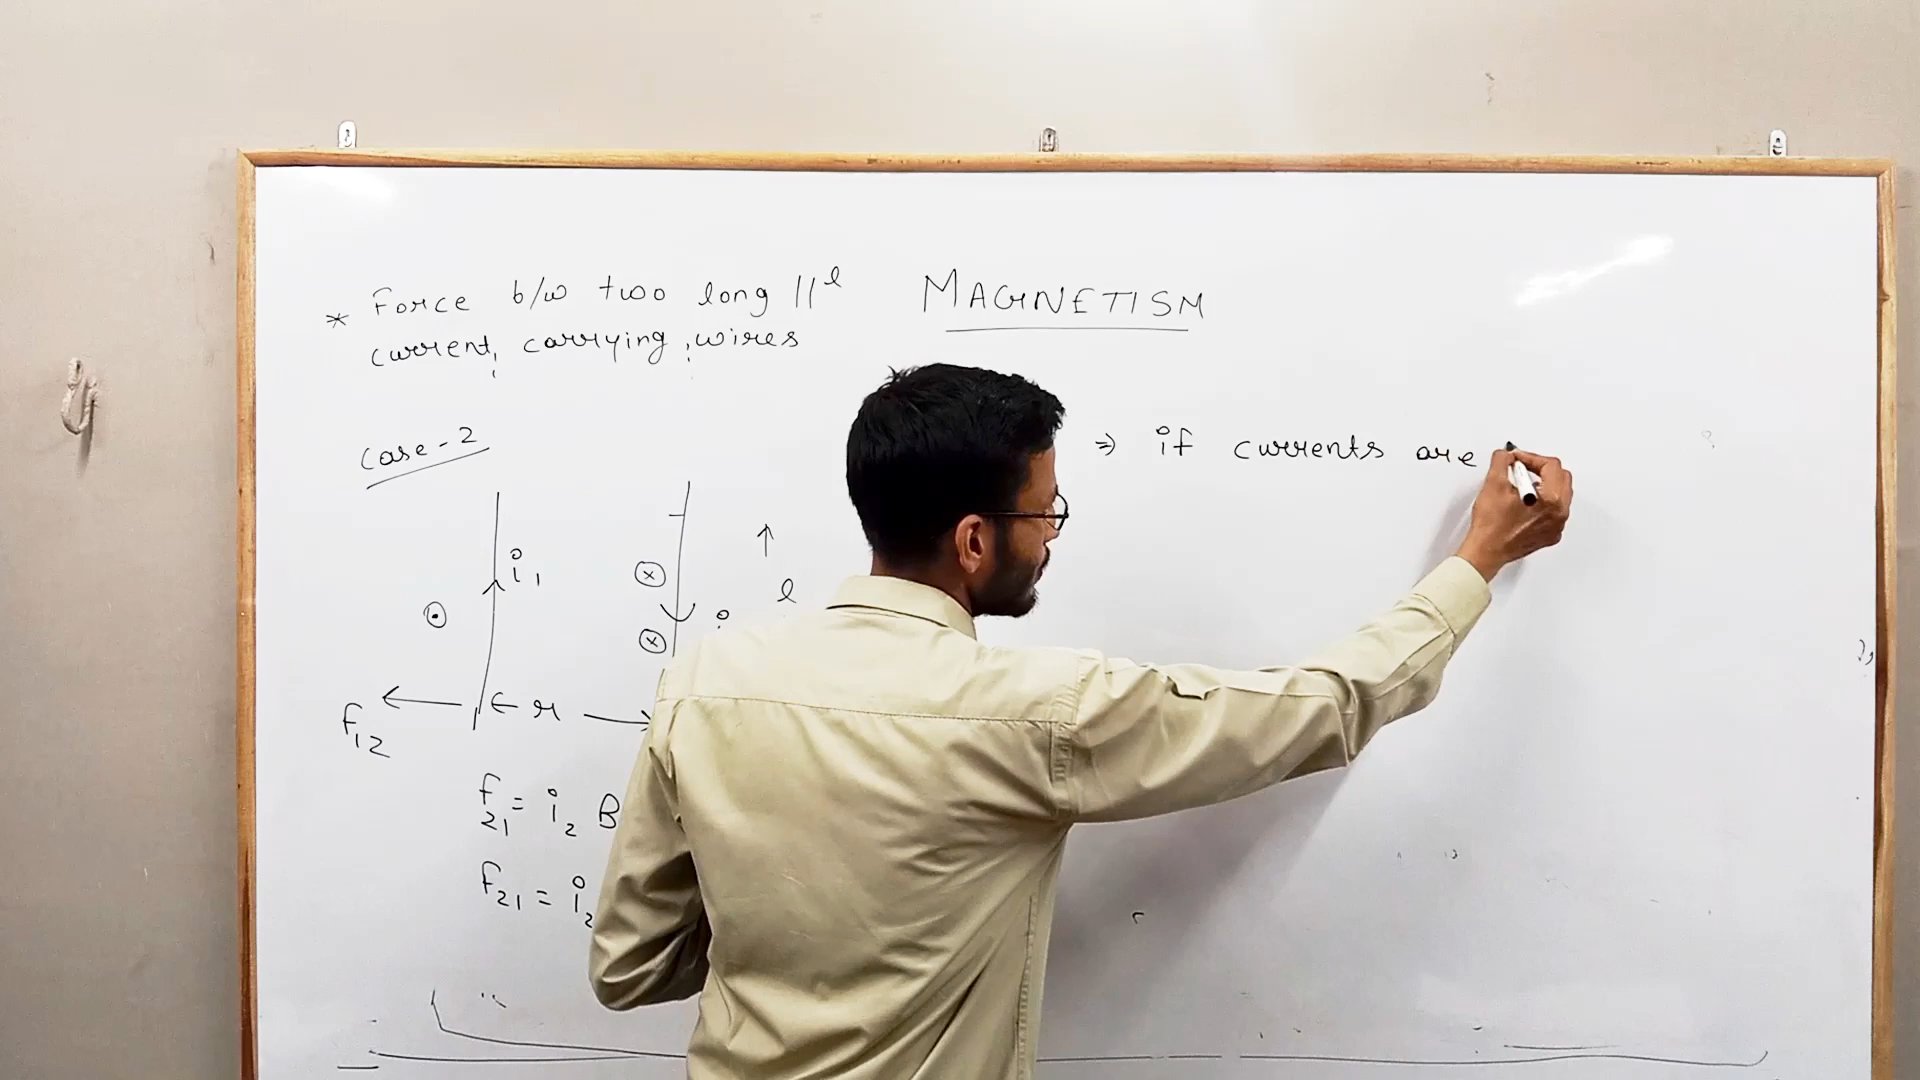 * Force b/w two long ||l
current carrying wires
MAGNETISM
Case-2
⇒ if currents are
i1
⊙
⊗
⊗
↑
l
i
F12
← r →
F21 = i2 B
F21 = i2